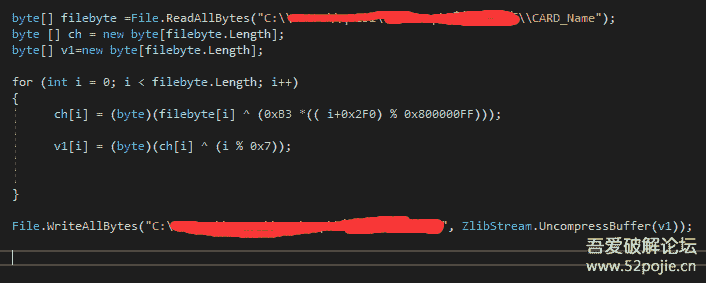 byte[] filebyte =File.ReadAllBytes("C:\\ \\CARD_Name");
byte [] ch = new byte[filebyte.Length];
byte[] v1=new byte[filebyte.Length];
for (int i = 0; i < filebyte.Length; i++)
{
ch[i] = (byte)(filebyte[i] ^ (0xB3 *(( i+0x2F0) % 0x800000FF)));
v1[i] = (byte)(ch[i] ^ (i % 0x7));
}
File.WriteAllBytes("C:\ ", ZlibStream.UncompressBuffer(v1));
吾爱破解论坛
www.52pojie.cn